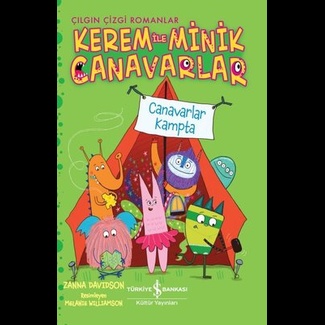 ÇILGIN ÇİZGİ ROMANLAR
KEREM İLE MİNİK
CANAVARLAR
Canavarlar
Kampta
ZANNA DAVIDSON
Resimleyen
MELANIE WILLIAMSON
TÜRKİYE İŞ BANKASI
Kültür Yayınları